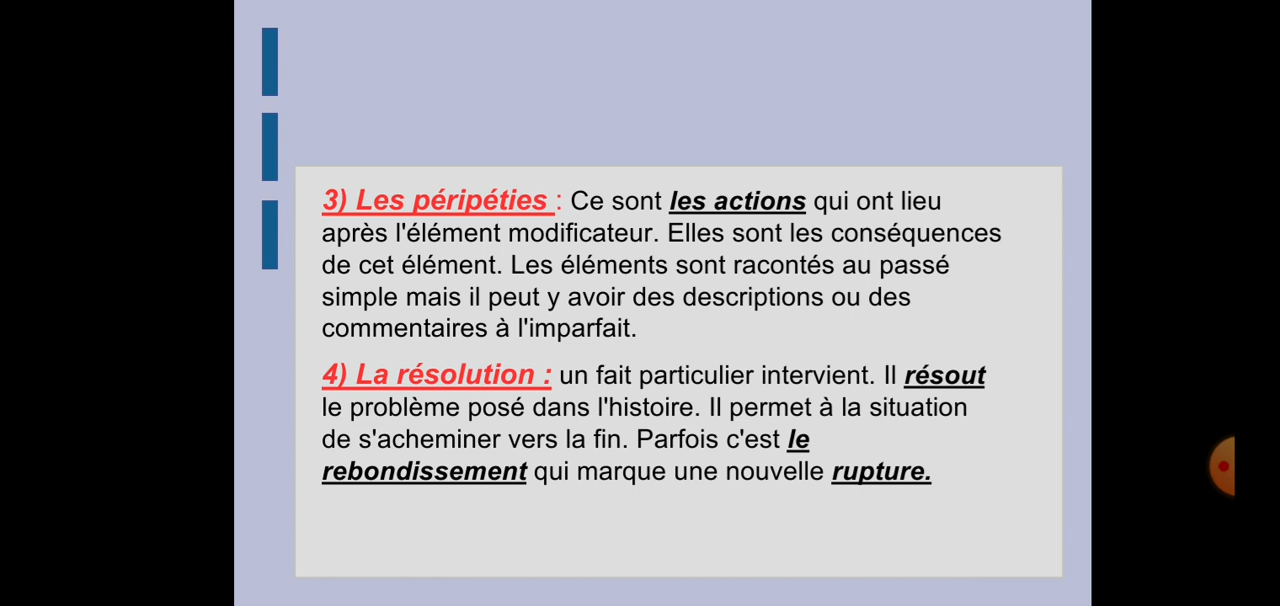 3) Les péripéties : Ce sont les actions qui ont lieu
après l'élément modificateur. Elles sont les conséquences
de cet élément. Les éléments sont racontés au passé
simple mais il peut y avoir des descriptions ou des
commentaires à l'imparfait.
4) La résolution : un fait particulier intervient. Il résout
le problème posé dans l'histoire. Il permet à la situation
de s'acheminer vers la fin. Parfois c'est le
rebondissement qui marque une nouvelle rupture.